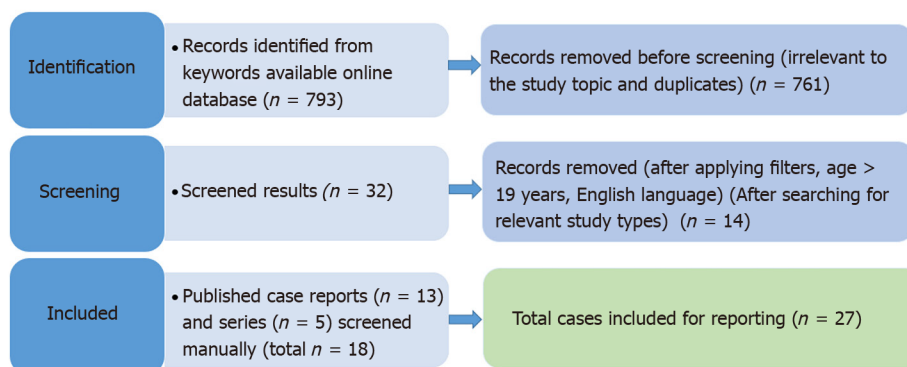 Identification
• Records identified from
keywords available online
database (n = 793)
Records removed before screening (irrelevant to
the study topic and duplicates) (n = 761)
Screening
• Screened results (n = 32)
Records removed (after applying filters, age >
19 years, English language) (After searching for
relevant study types) (n = 14)
Included
• Published case reports (n = 13)
and series (n = 5) screened
manually (total n = 18)
Total cases included for reporting (n = 27)